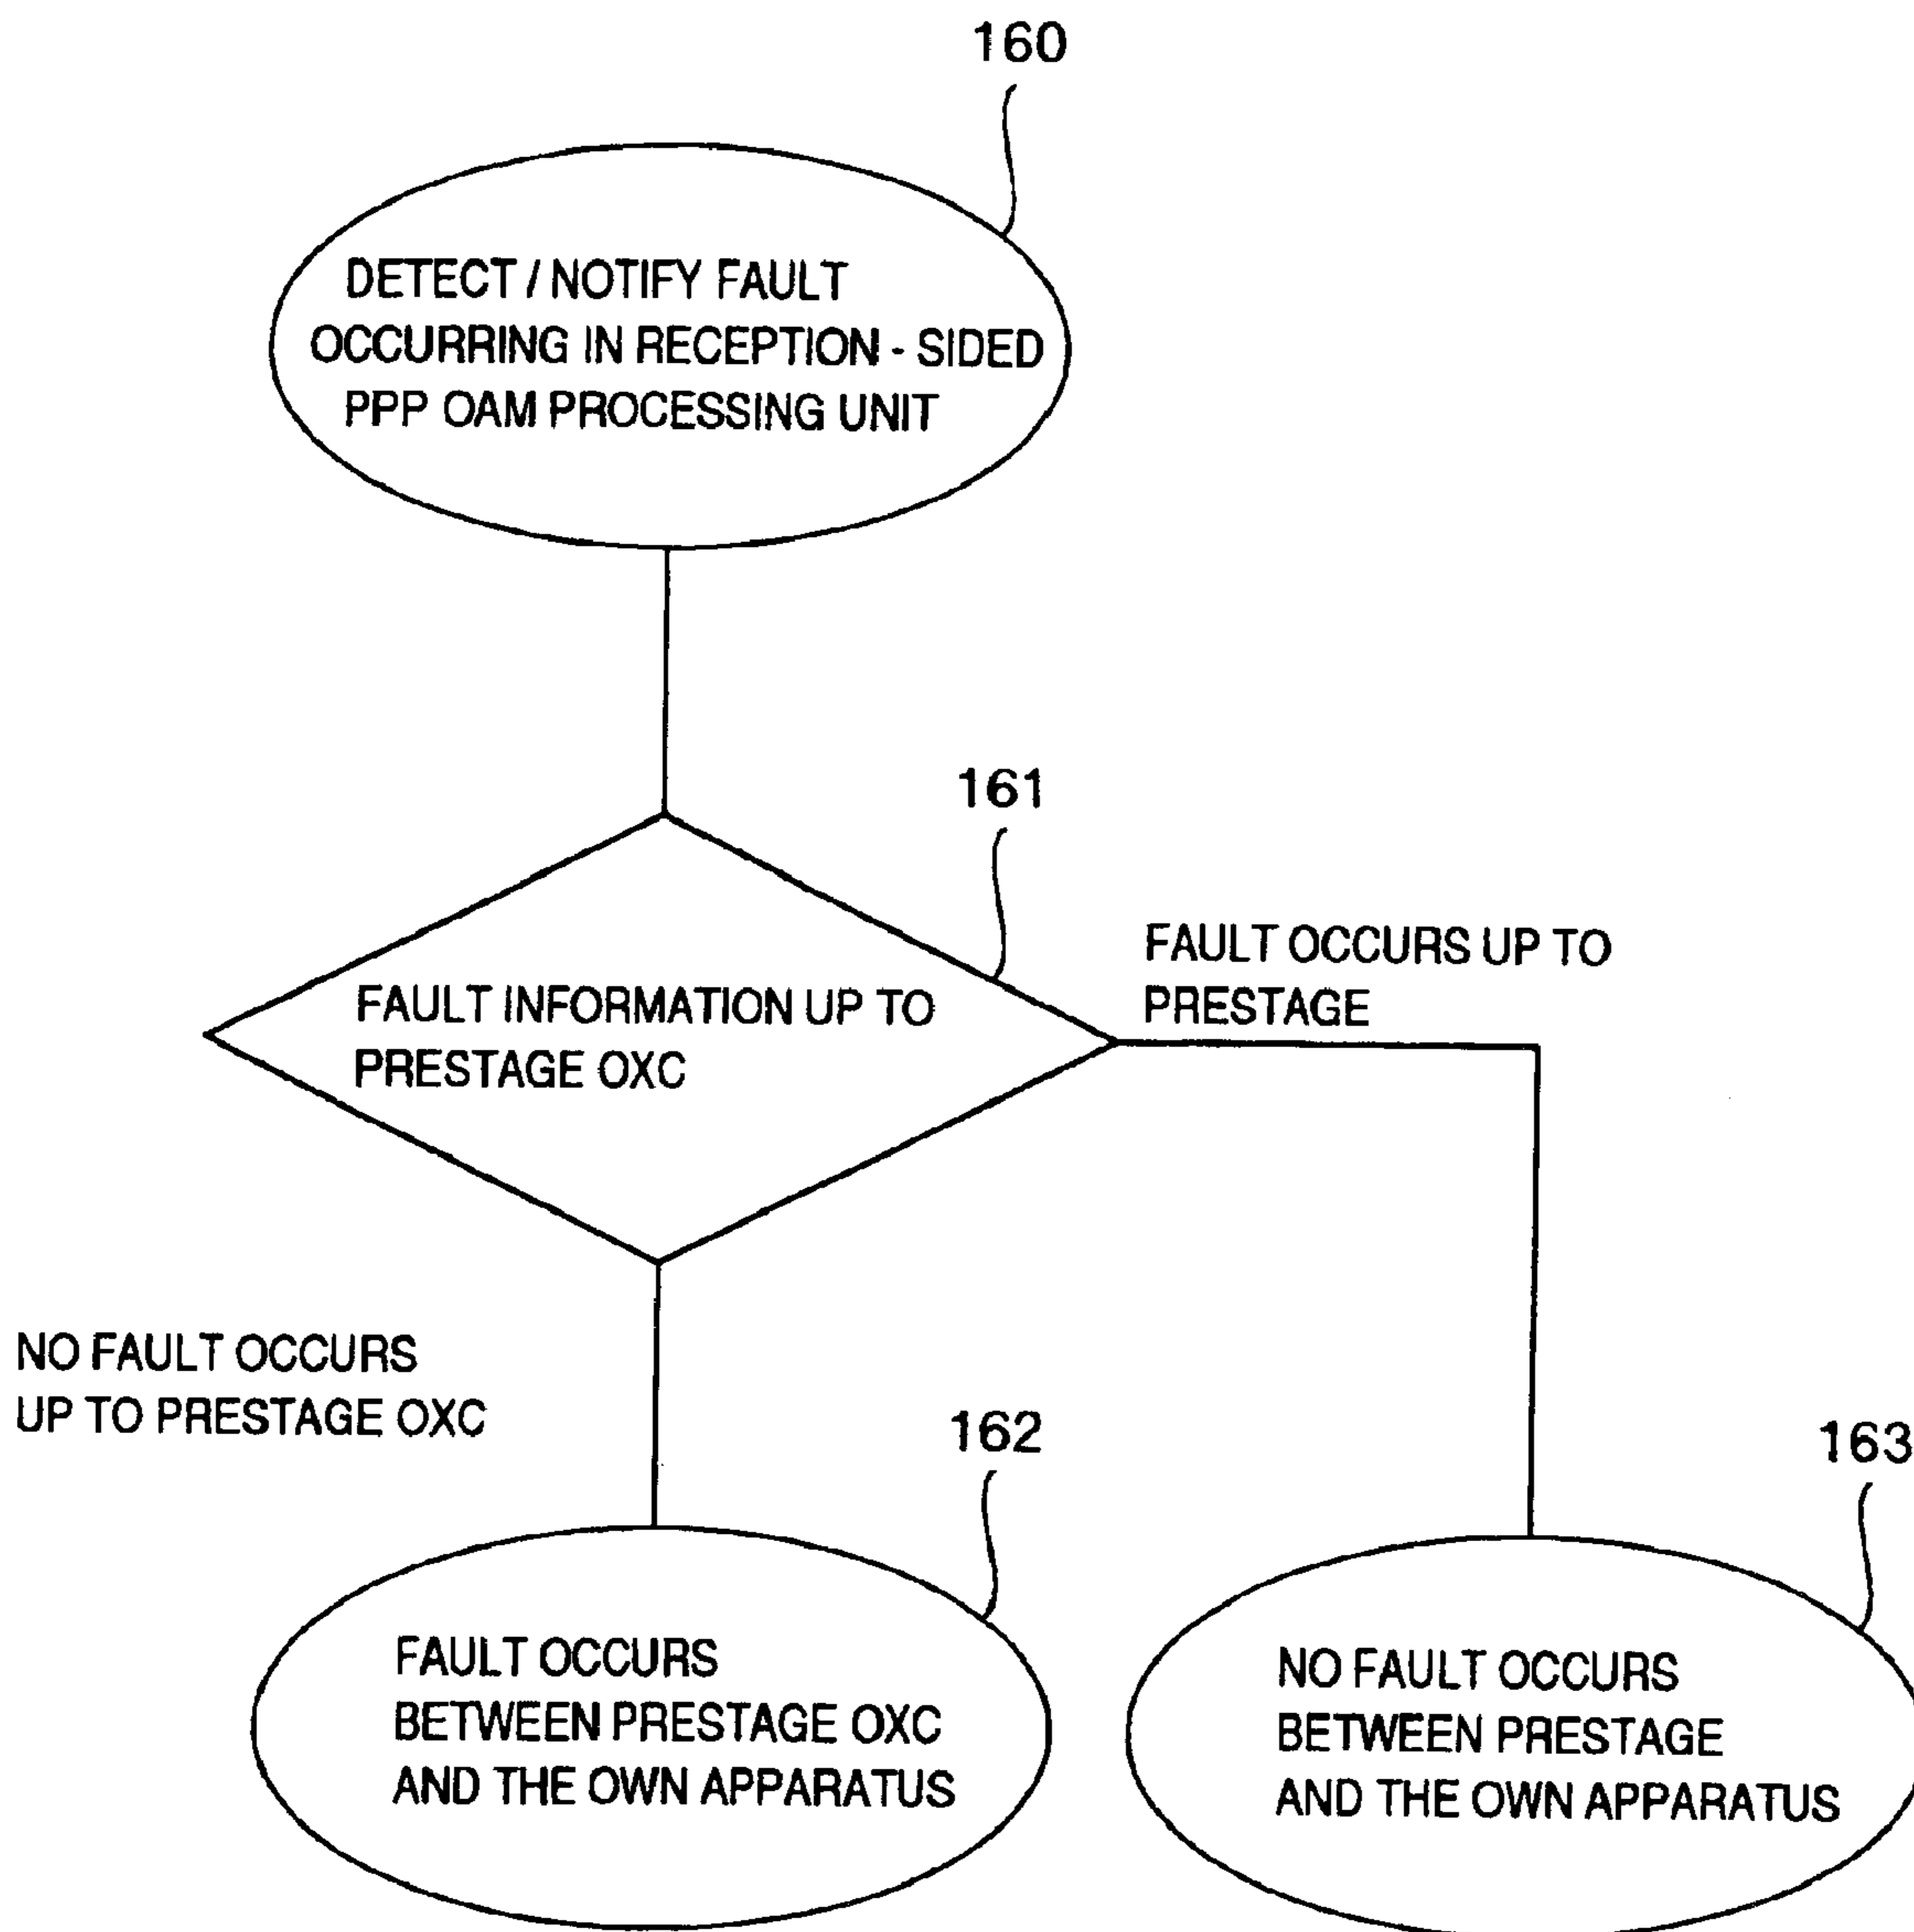 160
DETECT / NOTIFY FAULT
OCCURRING IN RECEPTION - SIDED
PPP OAM PROCESSING UNIT
161
FAULT OCCURS UP TO
PRESTAGE
FAULT INFORMATION UP TO
PRESTAGE OXC
NO FAULT OCCURS
UP TO PRESTAGE OXC
162
163
FAULT OCCURS
BETWEEN PRESTAGE OXC
AND THE OWN APPARATUS
NO FAULT OCCURS
BETWEEN PRESTAGE
AND THE OWN APPARATUS